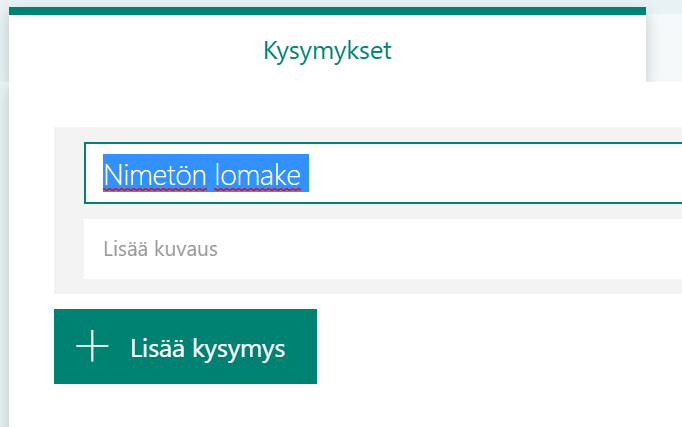 Kysymykset
Nimetön lomake
Lisää kuvaus
Lisää kysymys